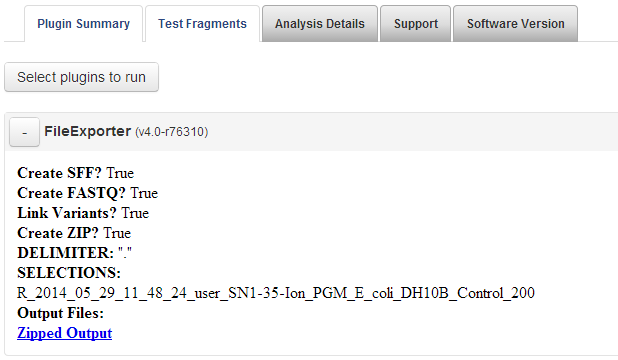 Plugin Summary Test Fragments Analysis Details Support Software Version
Select plugins to run
- FileExporter (v4.0-r76310)
Create SFF? True
Create FASTQ? True
Link Variants? True
Create ZIP? True
DELIMITER: "."
SELECTIONS:
R_2014_05_29_11_48_24_user_SN1-35-Ion_PGM_E_coli_DH10B_Control_200
Output Files:
Zipped Output